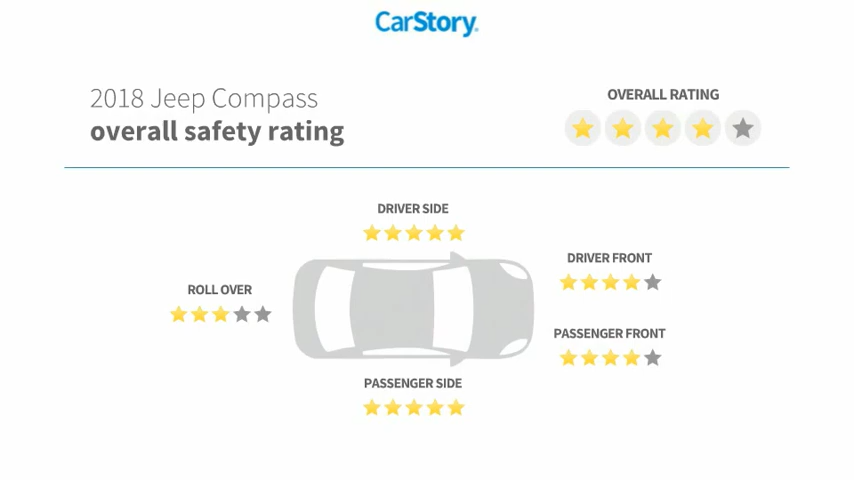 CarStory
2018 Jeep Compass
overall safety rating
OVERALL RATING
DRIVER SIDE
DRIVER FRONT
ROLL OVER
PASSENGER FRONT
PASSENGER SIDE